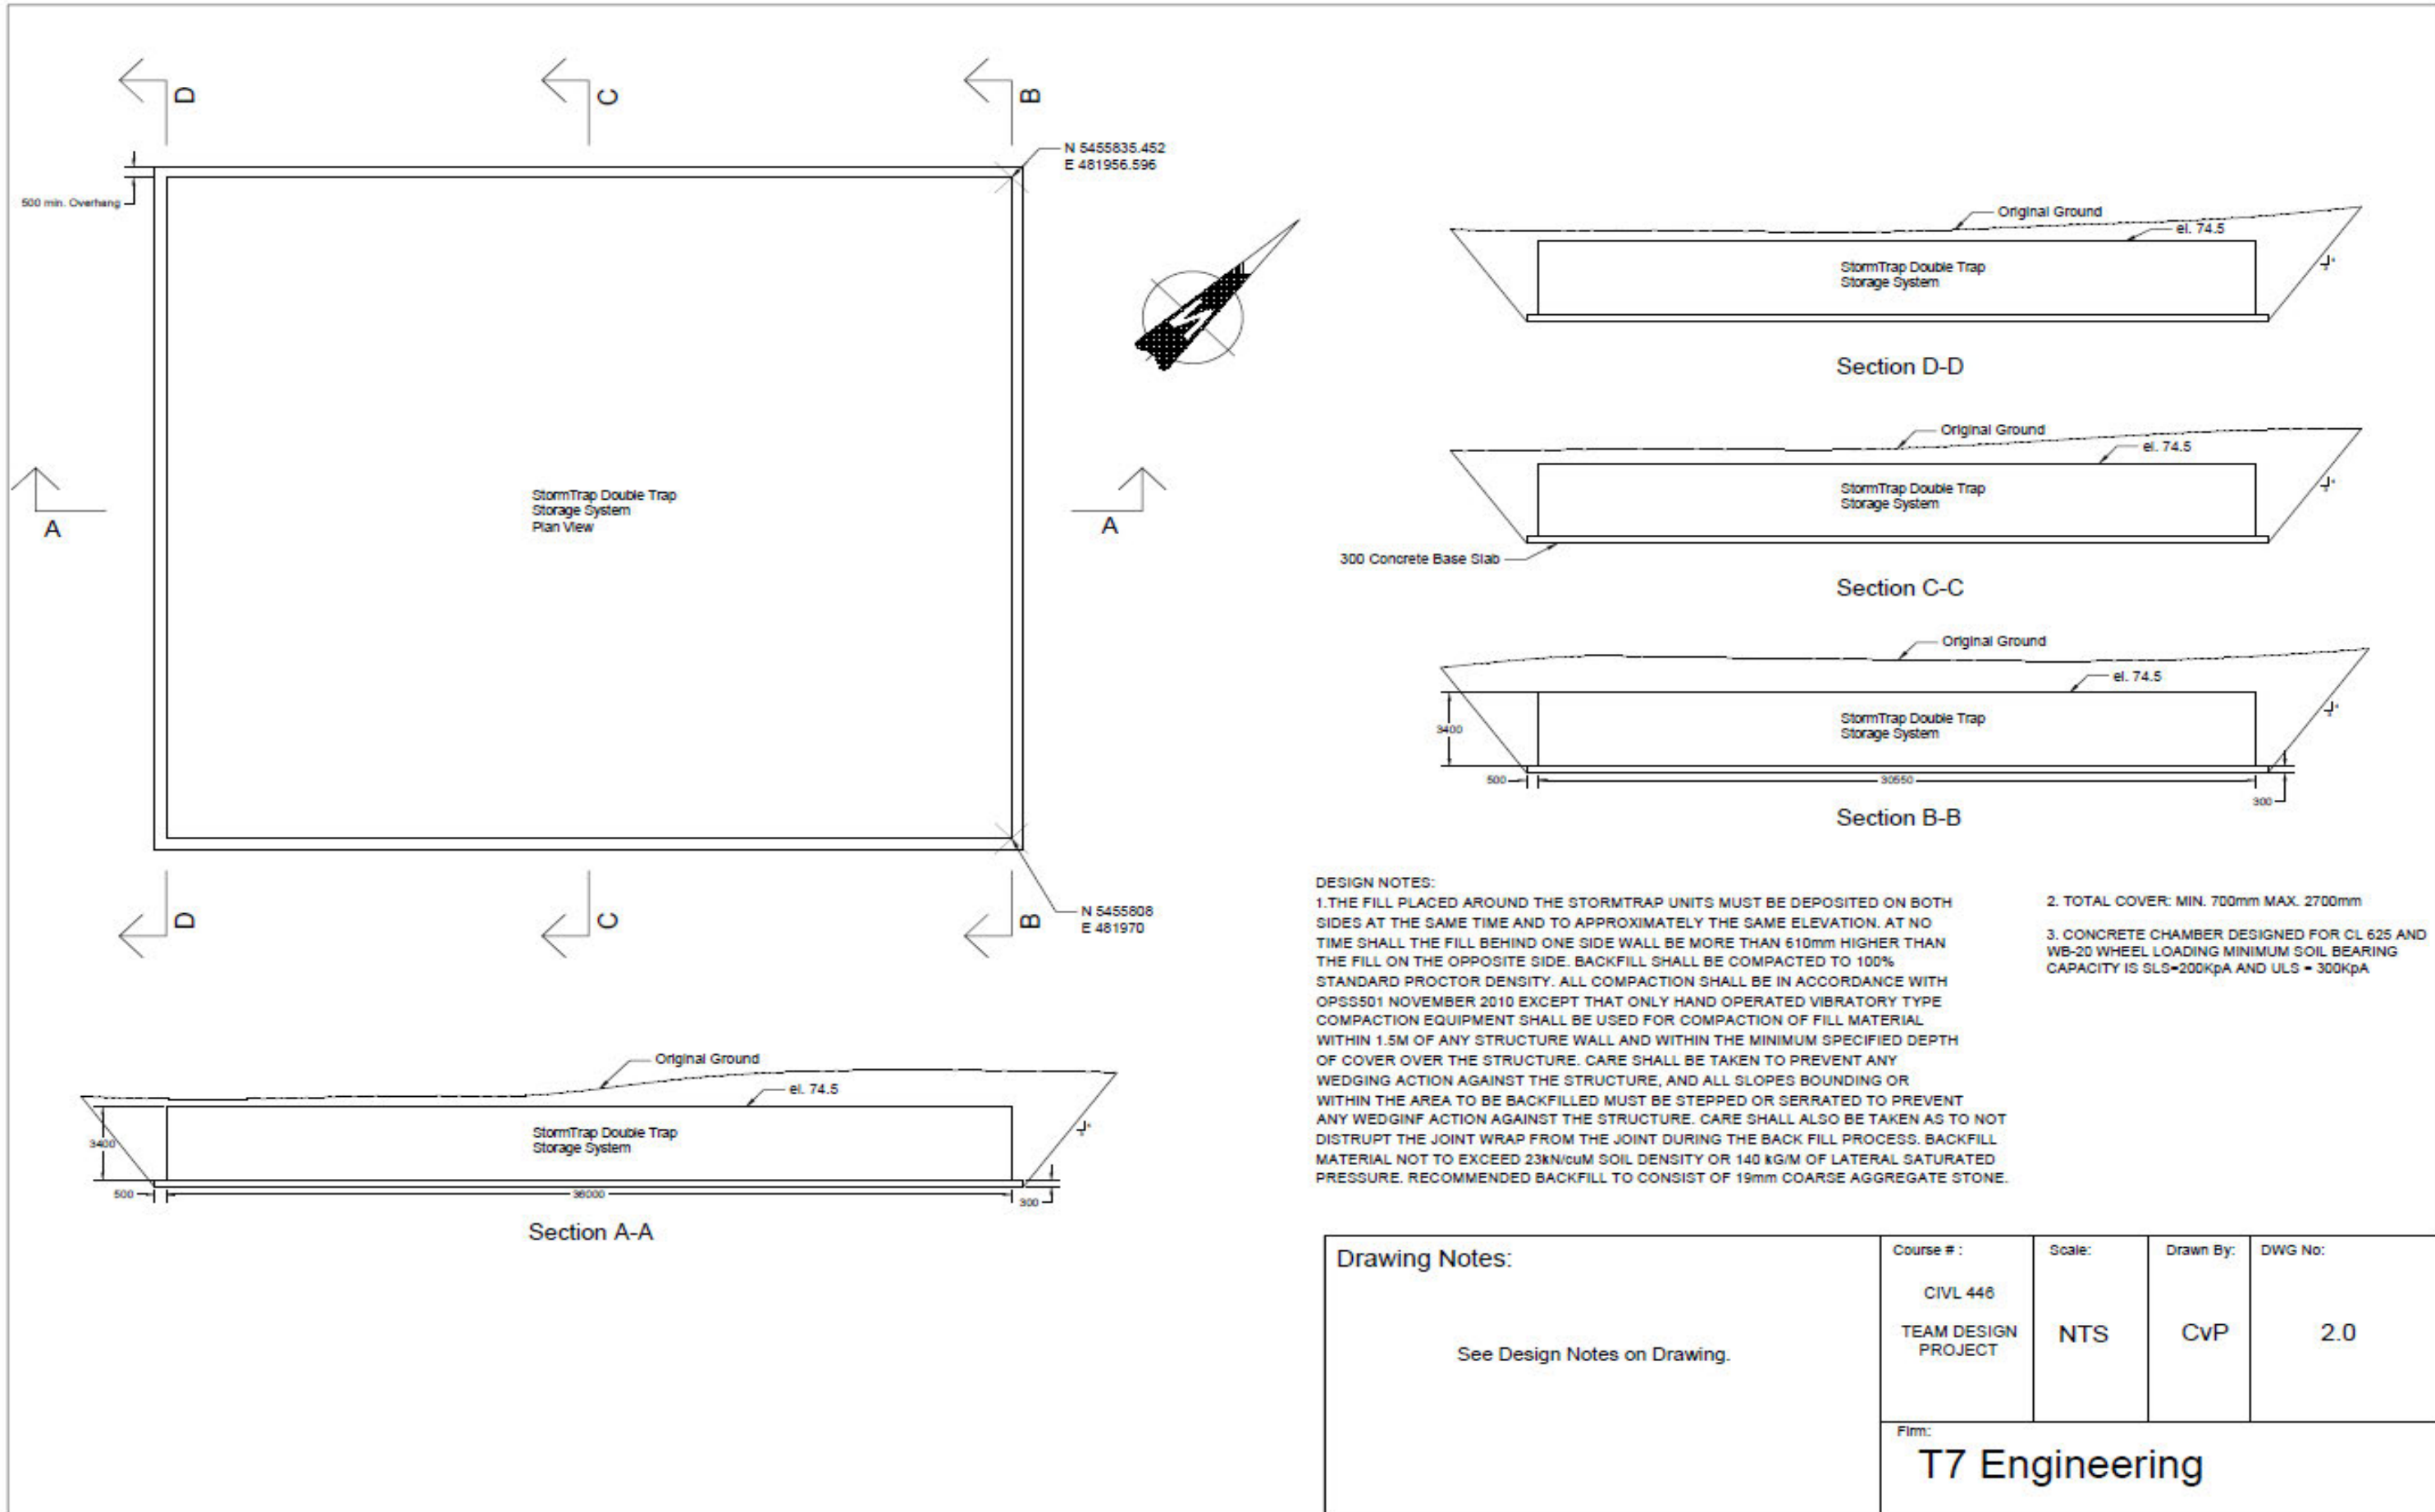 D
C
B
N 5455835.452
E 481956.596
500 min. Overhang
A
StormTrap Double Trap
Storage System
Plan View
A
D
C
B
N 5455808
E 481970
Original Ground
el. 74.5
StormTrap Double Trap
Storage System
3400
500
36000
300
Section A-A
N
Original Ground
el. 74.5
StormTrap Double Trap
Storage System
Section D-D
Original Ground
el. 74.5
StormTrap Double Trap
Storage System
300 Concrete Base Slab
Section C-C
Original Ground
el. 74.5
StormTrap Double Trap
Storage System
3400
500
30550
300
Section B-B
DESIGN NOTES:
1.THE FILL PLACED AROUND THE STORMTRAP UNITS MUST BE DEPOSITED ON BOTH
SIDES AT THE SAME TIME AND TO APPROXIMATELY THE SAME ELEVATION. AT NO
TIME SHALL THE FILL BEHIND ONE SIDE WALL BE MORE THAN 610mm HIGHER THAN
THE FILL ON THE OPPOSITE SIDE. BACKFILL SHALL BE COMPACTED TO 100%
STANDARD PROCTOR DENSITY. ALL COMPACTION SHALL BE IN ACCORDANCE WITH
OPSS501 NOVEMBER 2010 EXCEPT THAT ONLY HAND OPERATED VIBRATORY TYPE
COMPACTION EQUIPMENT SHALL BE USED FOR COMPACTION OF FILL MATERIAL
WITHIN 1.5M OF ANY STRUCTURE WALL AND WITHIN THE MINIMUM SPECIFIED DEPTH
OF COVER OVER THE STRUCTURE. CARE SHALL BE TAKEN TO PREVENT ANY
WEDGING ACTION AGAINST THE STRUCTURE, AND ALL SLOPES BOUNDING OR
WITHIN THE AREA TO BE BACKFILLED MUST BE STEPPED OR SERRATED TO PREVENT
ANY WEDGINF ACTION AGAINST THE STRUCTURE. CARE SHALL ALSO BE TAKEN AS TO NOT
DISTRUPT THE JOINT WRAP FROM THE JOINT DURING THE BACK FILL PROCESS. BACKFILL
MATERIAL NOT TO EXCEED 23kN/cuM SOIL DENSITY OR 140 kG/M OF LATERAL SATURATED
PRESSURE. RECOMMENDED BACKFILL TO CONSIST OF 19mm COARSE AGGREGATE STONE.
2. TOTAL COVER: MIN. 700mm MAX. 2700mm
3. CONCRETE CHAMBER DESIGNED FOR CL 625 AND
WB-20 WHEEL LOADING MINIMUM SOIL BEARING
CAPACITY IS SLS=200KpA AND ULS = 300KpA
Drawing Notes:
See Design Notes on Drawing.
Course # :
CIVL 446
TEAM DESIGN
PROJECT
Scale:
NTS
Drawn By:
CvP
DWG No:
2.0
Firm:
T7 Engineering